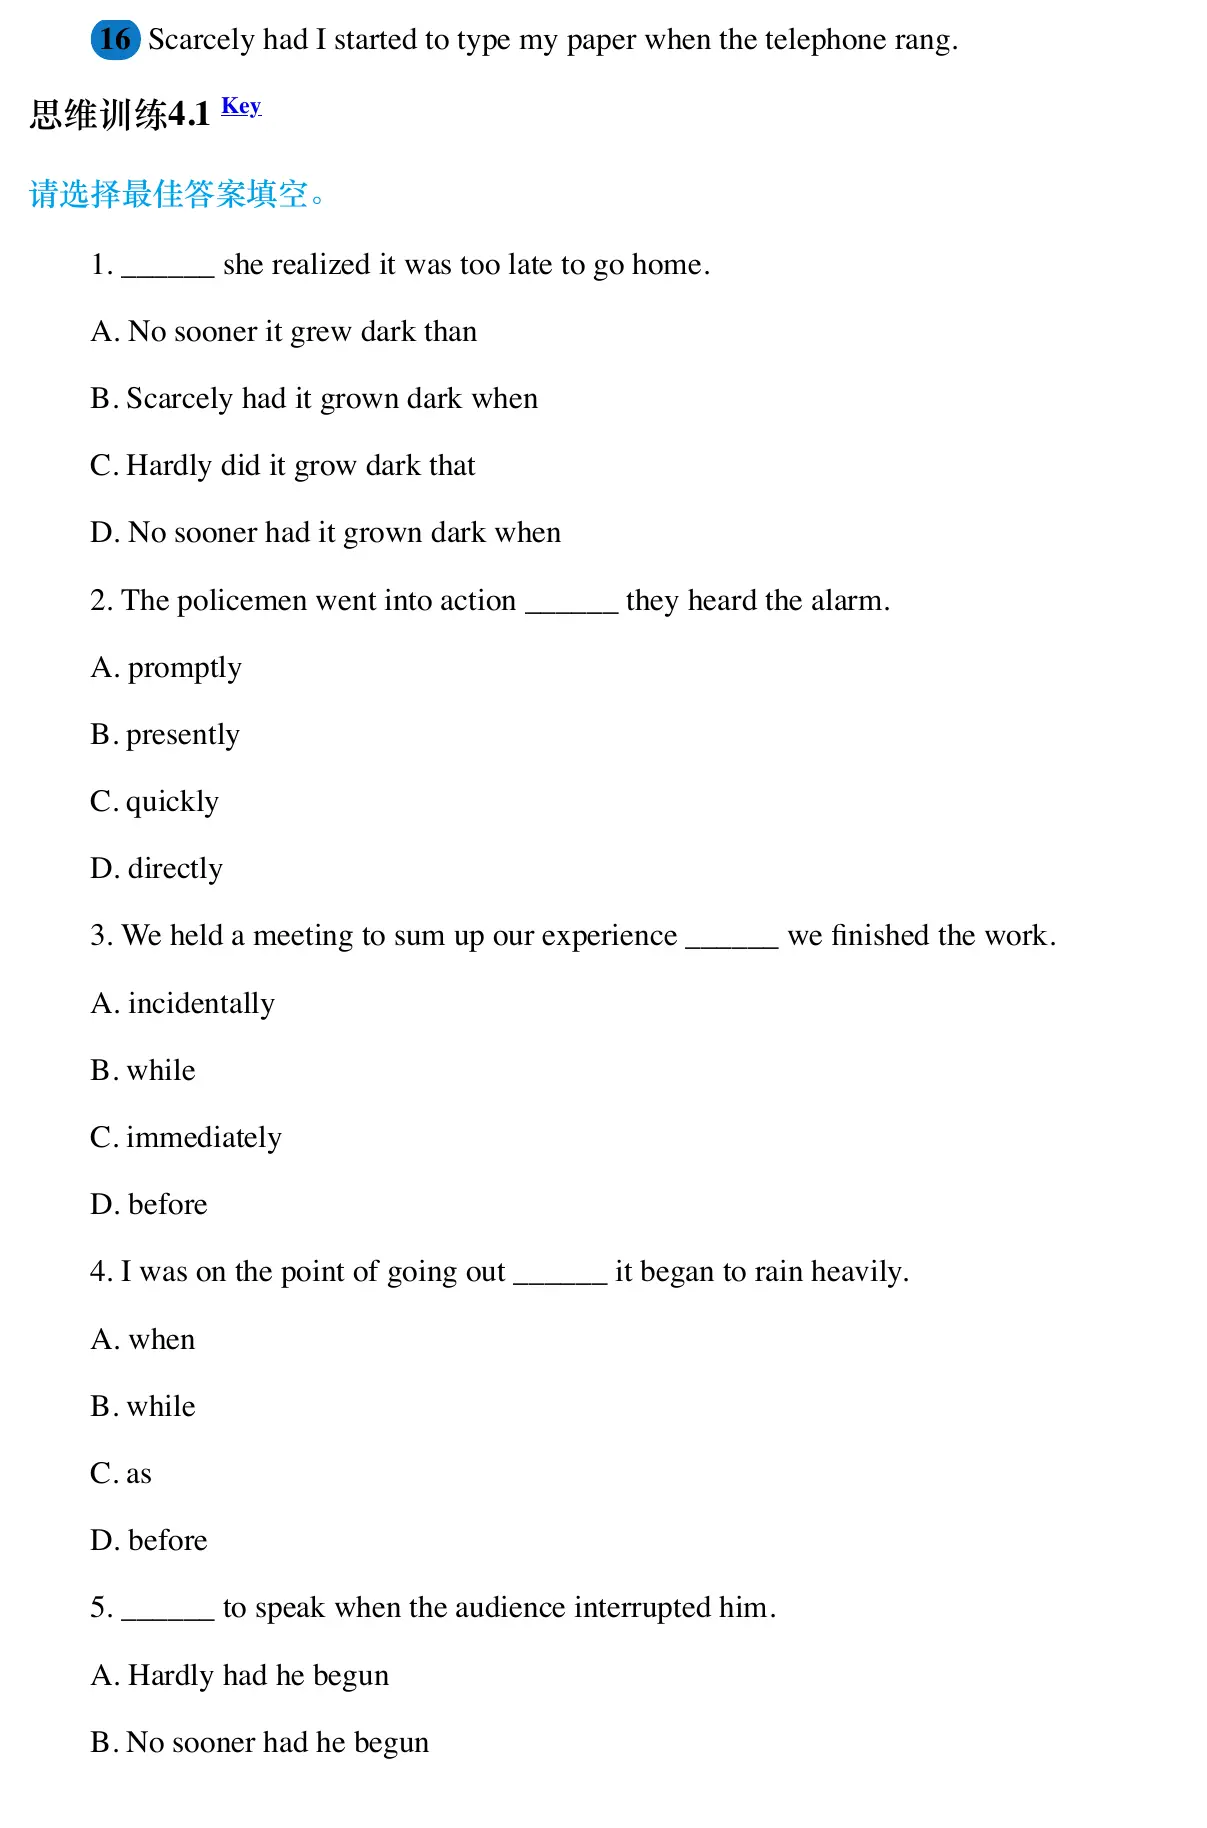 16 Scarcely had I started to type my paper when the telephone rang.
思维训练4.1 Key
请选择最佳答案填空。
1. ______ she realized it was too late to go home.
A. No sooner it grew dark than
B. Scarcely had it grown dark when
C. Hardly did it grow dark that
D. No sooner had it grown dark when
2. The policemen went into action ______ they heard the alarm.
A. promptly
B. presently
C. quickly
D. directly
3. We held a meeting to sum up our experience ______ we finished the work.
A. incidentally
B. while
C. immediately
D. before
4. I was on the point of going out ______ it began to rain heavily.
A. when
B. while
C. as
D. before
5. ______ to speak when the audience interrupted him.
A. Hardly had he begun
B. No sooner had he begun